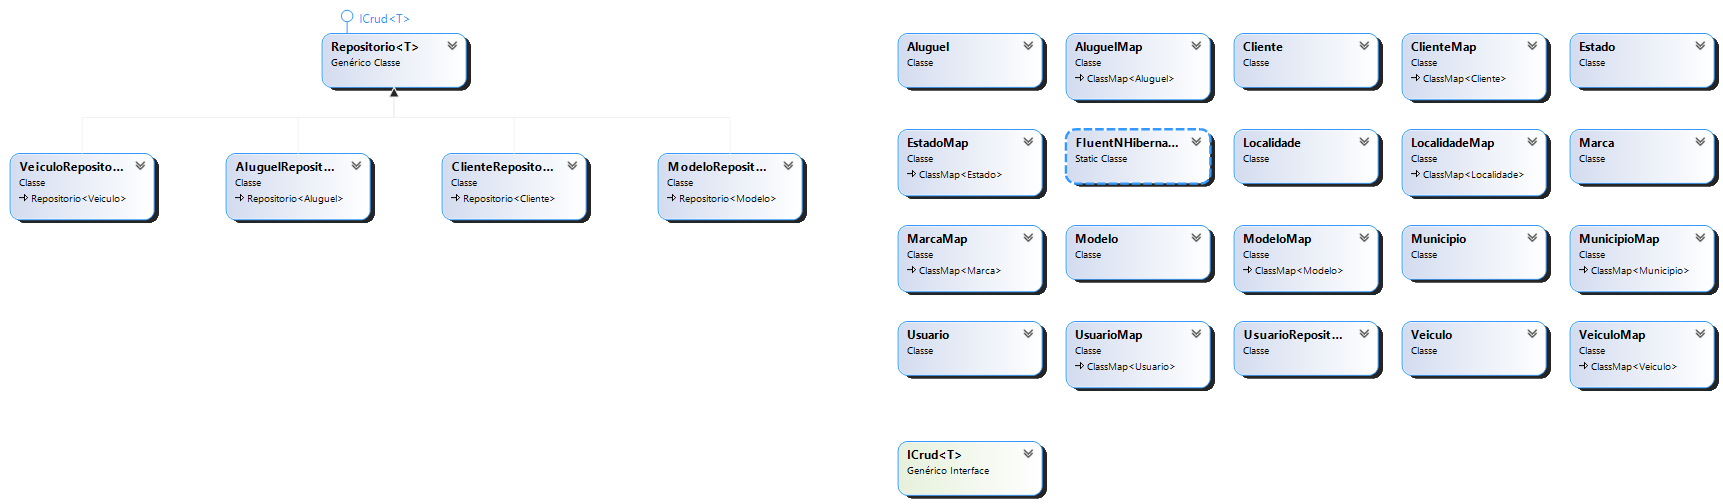 ICrud<T>
Repositorio<T>
Genérico Classe
VeiculoReposito...
Classe
Repositorio<Veiculo>
AluguelReposit...
Classe
Repositorio<Aluguel>
ClienteReposito...
Classe
Repositorio<Cliente>
ModeloReposit...
Classe
Repositorio<Modelo>
Aluguel
Classe
AluguelMap
Classe
ClassMap<Aluguel>
Cliente
Classe
ClienteMap
Classe
ClassMap<Cliente>
Estado
Classe
EstadoMap
Classe
ClassMap<Estado>
FluentNHiberna...
Static Classe
Localidade
Classe
LocalidadeMap
Classe
ClassMap<Localidade>
Marca
Classe
MarcaMap
Classe
ClassMap<Marca>
Modelo
Classe
ModeloMap
Classe
ClassMap<Modelo>
Municipio
Classe
MunicipioMap
Classe
ClassMap<Municipio>
Usuario
Classe
UsuarioMap
Classe
ClassMap<Usuario>
UsuarioReposit...
Classe
Veiculo
Classe
VeiculoMap
Classe
ClassMap<Veiculo>
ICrud<T>
Genérico Interface